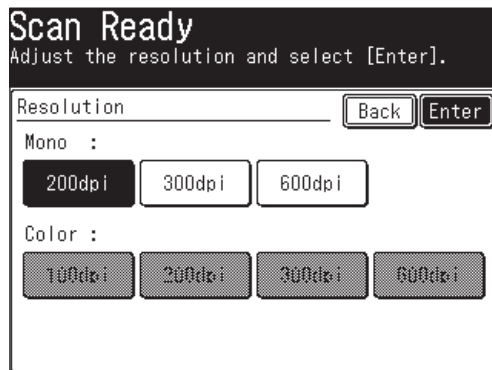 Scan Ready
Adjust the resolution and select [Enter].
Resolution Back Enter
Mono :
200dpi 300dpi 600dpi
Color :
100dpi 200dpi 300dpi 600dpi